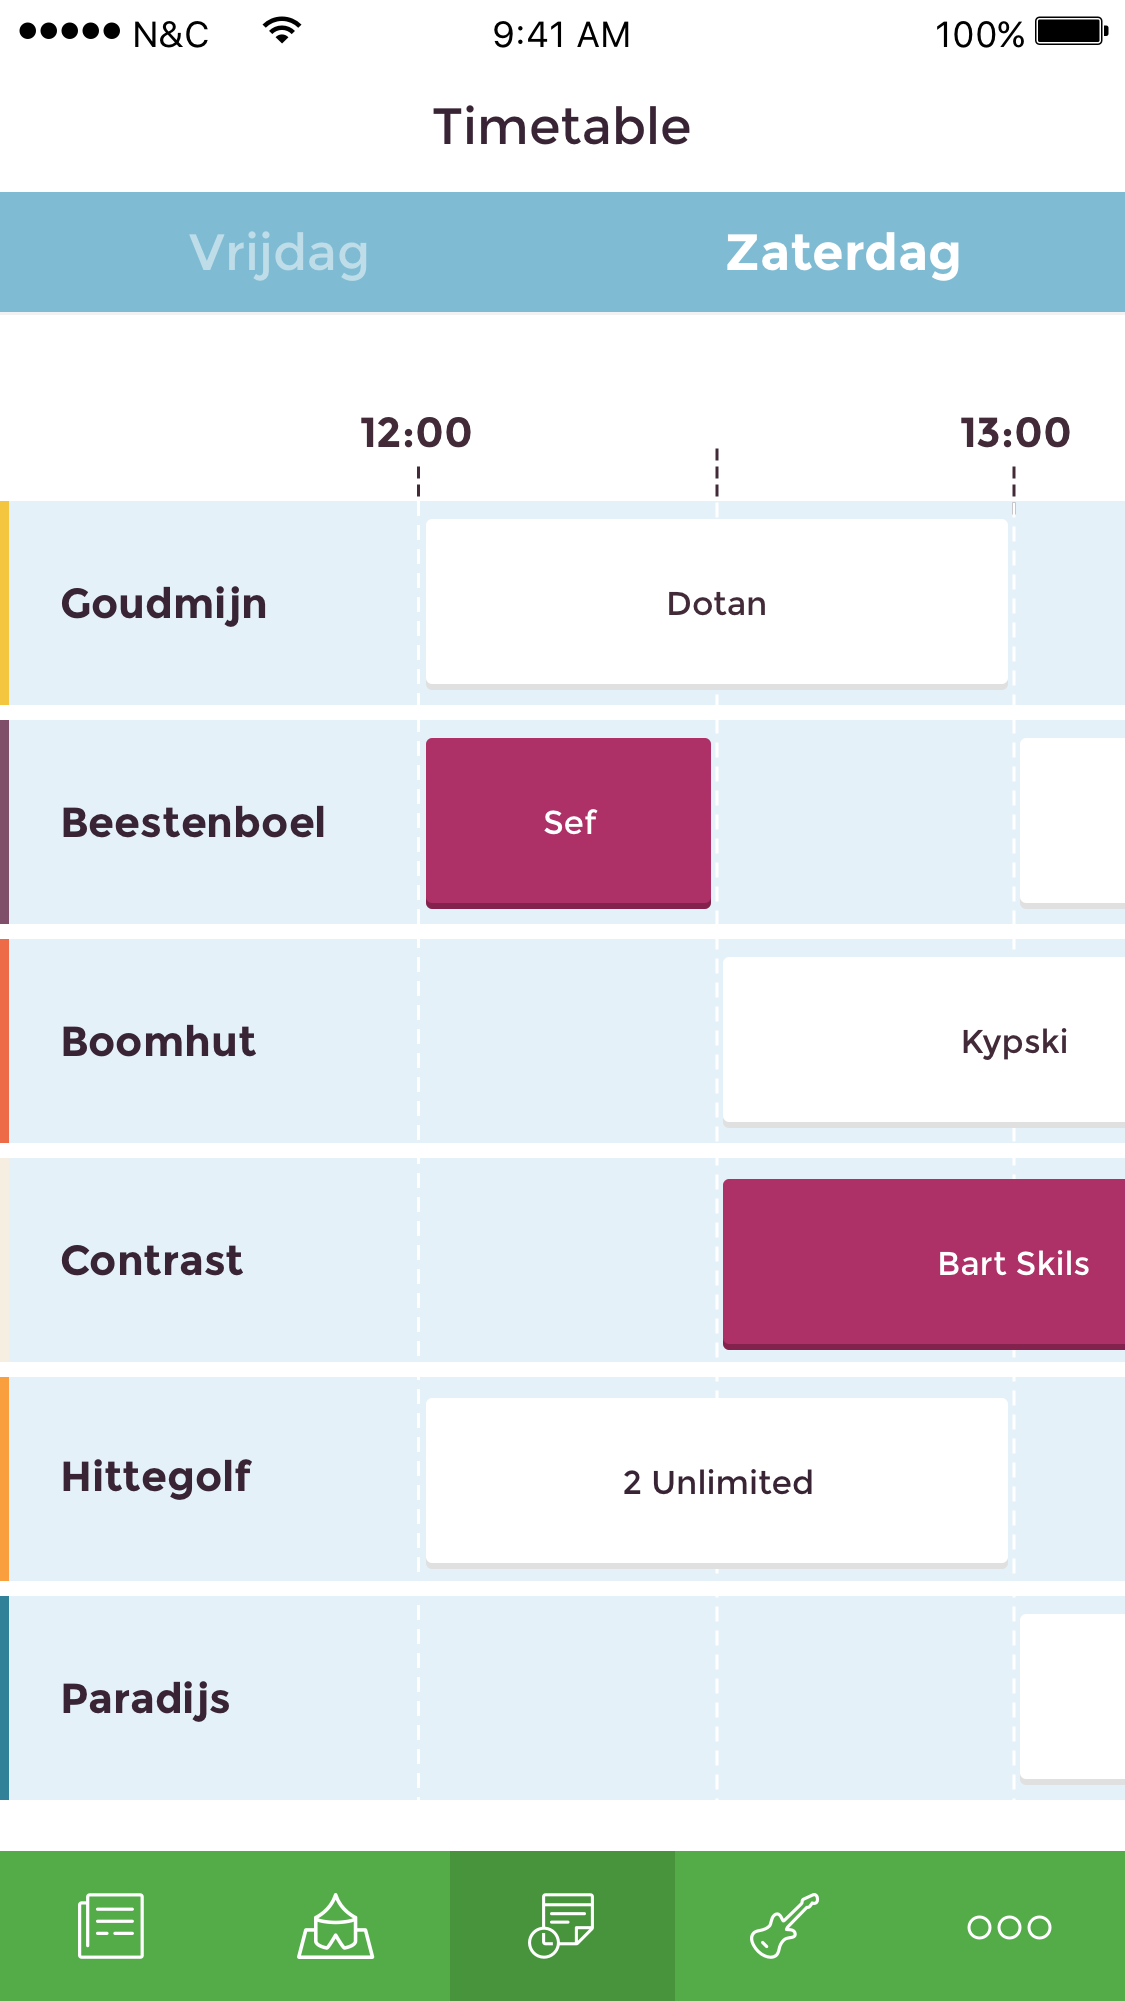 N&C 9:41 AM 100%
Timetable
Vrijdag Zaterdag
12:00 13:00
Goudmijn Dotan
Beestenboel Sef
Boomhut Kypski
Contrast Bart Skils
Hittegolf 2 Unlimited
Paradijs